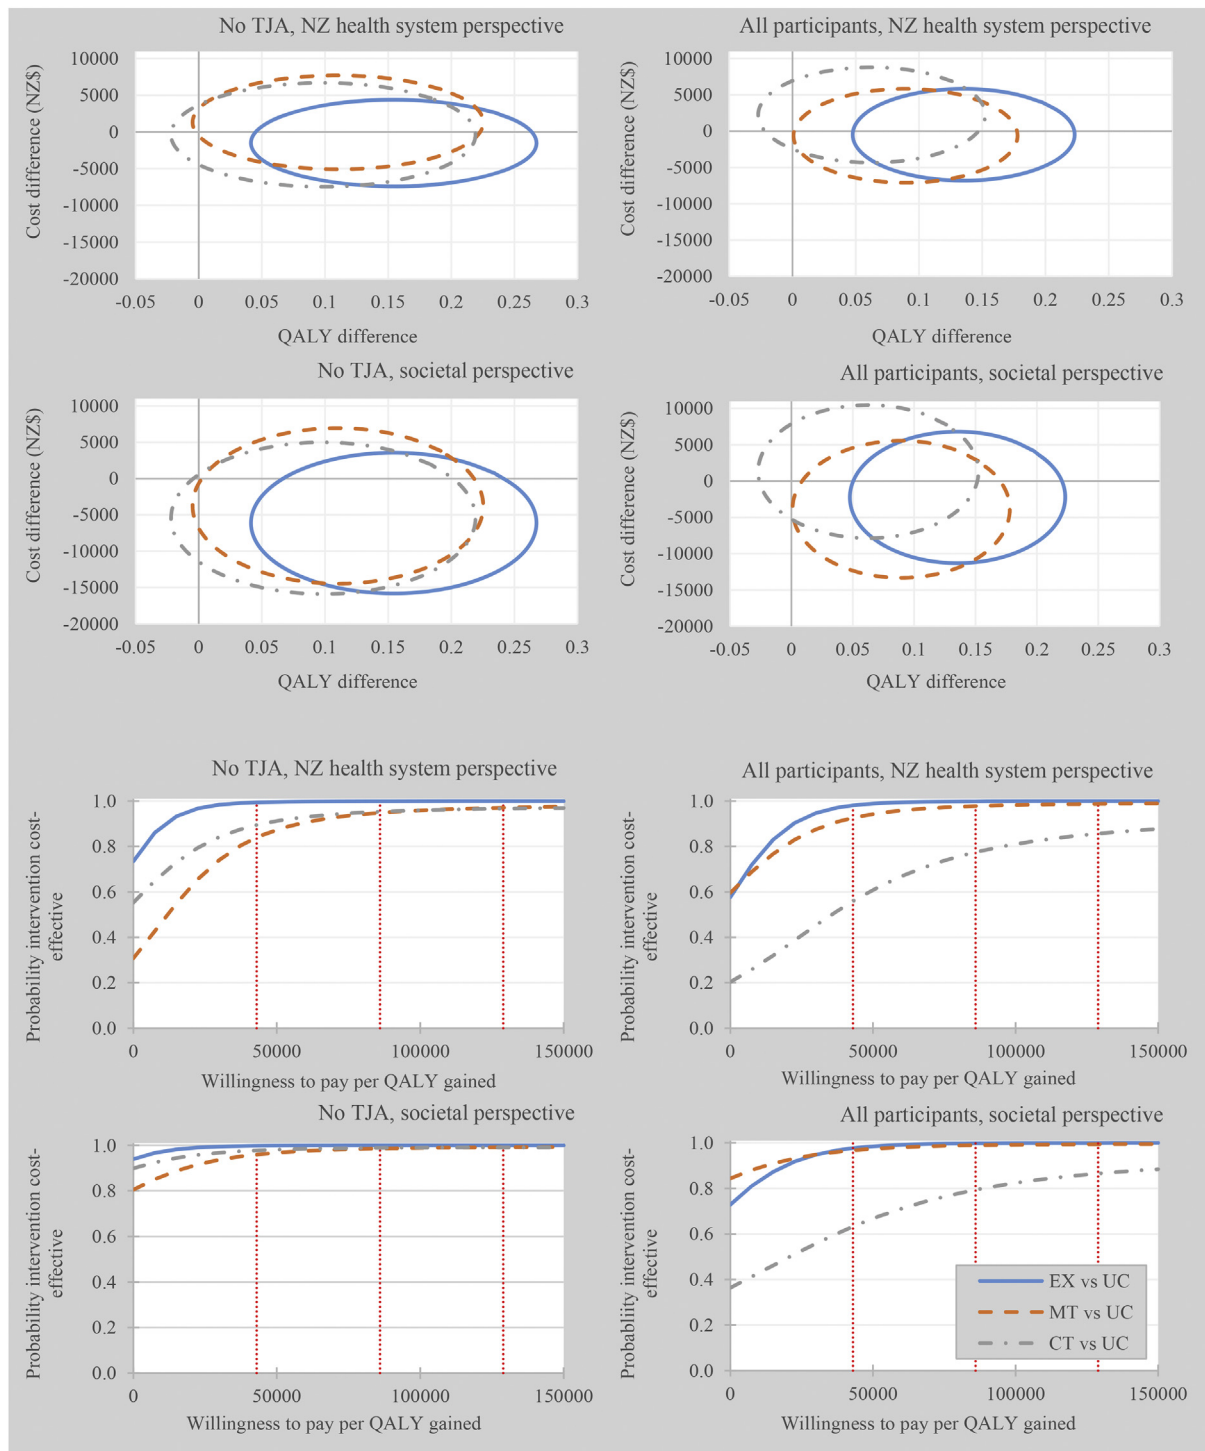 No TJA, NZ health system perspective
Cost difference (NZ$)
10000
5000
0
-5000
-10000
-15000
-20000
-0.05 0 0.05 0.1 0.15 0.2 0.25 0.3
QALY difference
All participants, NZ health system perspective
Cost difference (NZ$)
10000
5000
0
-5000
-10000
-15000
-20000
-0.05 0 0.05 0.1 0.15 0.2 0.25 0.3
QALY difference
No TJA, societal perspective
Cost difference (NZ$)
10000
5000
0
-5000
-10000
-15000
-20000
-0.05 0 0.05 0.1 0.15 0.2 0.25 0.3
QALY difference
All participants, societal perspective
Cost difference (NZ$)
10000
5000
0
-5000
-10000
-15000
-20000
-0.05 0 0.05 0.1 0.15 0.2 0.25 0.3
QALY difference
No TJA, NZ health system perspective
Probability intervention cost-
effective
1.0
0.8
0.6
0.4
0.2
0.0
0 50000 100000 150000
Willingness to pay per QALY gained
All participants, NZ health system perspective
Probability intervention cost-
effective
1.0
0.8
0.6
0.4
0.2
0.0
0 50000 100000 150000
Willingness to pay per QALY gained
No TJA, societal perspective
Probability intervention cost-
effective
1.0
0.8
0.6
0.4
0.2
0.0
0 50000 100000 150000
Willingness to pay per QALY gained
All participants, societal perspective
Probability intervention cost-
effective
1.0
0.8
0.6
0.4
0.2
0.0
0 50000 100000 150000
Willingness to pay per QALY gained
EX vs UC
MT vs UC
CT vs UC